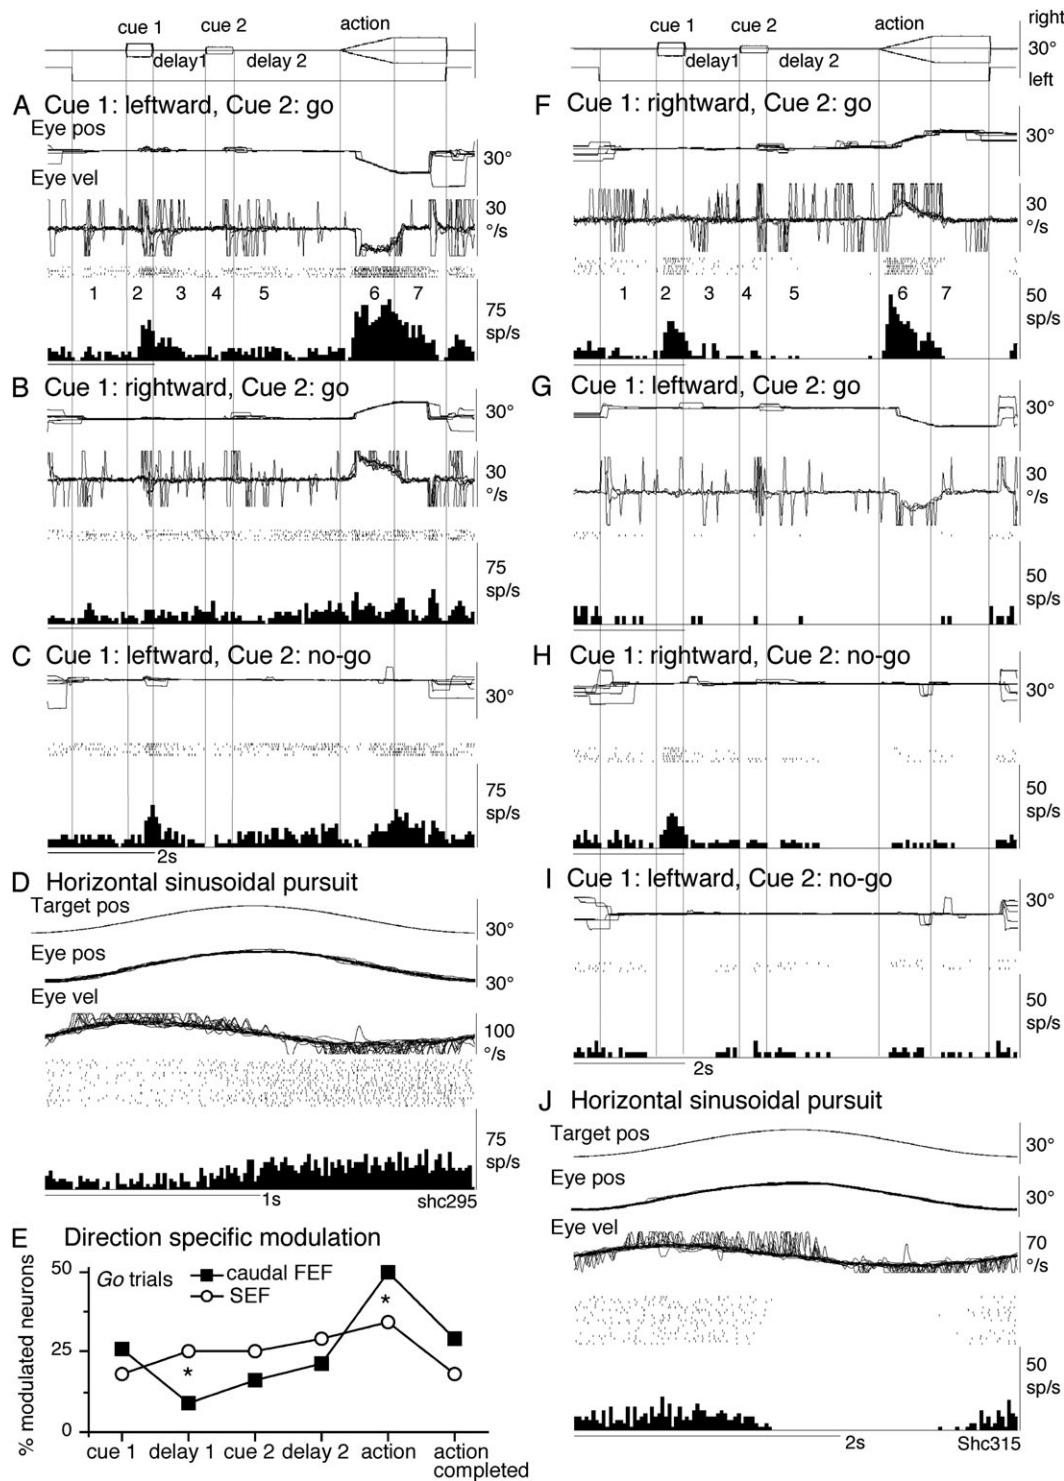 cue 1 cue 2 action
delay1 delay 2
cue 1 cue 2 action right
30°
delay1 delay 2
left
A Cue 1: leftward, Cue 2: go
Eye pos
30°
Eye vel
30
°/s
1 2 3 4 5 6 7
75
sp/s
B Cue 1: rightward, Cue 2: go
30°
30
°/s
75
sp/s
C Cue 1: leftward, Cue 2: no-go
30°
75
sp/s
2s
D Horizontal sinusoidal pursuit
Target pos
30°
Eye pos
30°
Eye vel
100
°/s
75
sp/s
1s shc295
E Direction specific modulation
50
Go trials
caudal FEF
SEF
*
*
25
0
% modulated neurons
cue 1 delay 1 cue 2 delay 2 action action
completed
F Cue 1: rightward, Cue 2: go
30°
30
°/s
1 2 3 4 5 6 7
50
sp/s
G Cue 1: leftward, Cue 2: go
30°
30
°/s
50
sp/s
H Cue 1: rightward, Cue 2: no-go
30°
50
sp/s
I Cue 1: leftward, Cue 2: no-go
30°
50
sp/s
2s
J Horizontal sinusoidal pursuit
Target pos
30°
Eye pos
30°
Eye vel
70
°/s
50
sp/s
2s Shc315